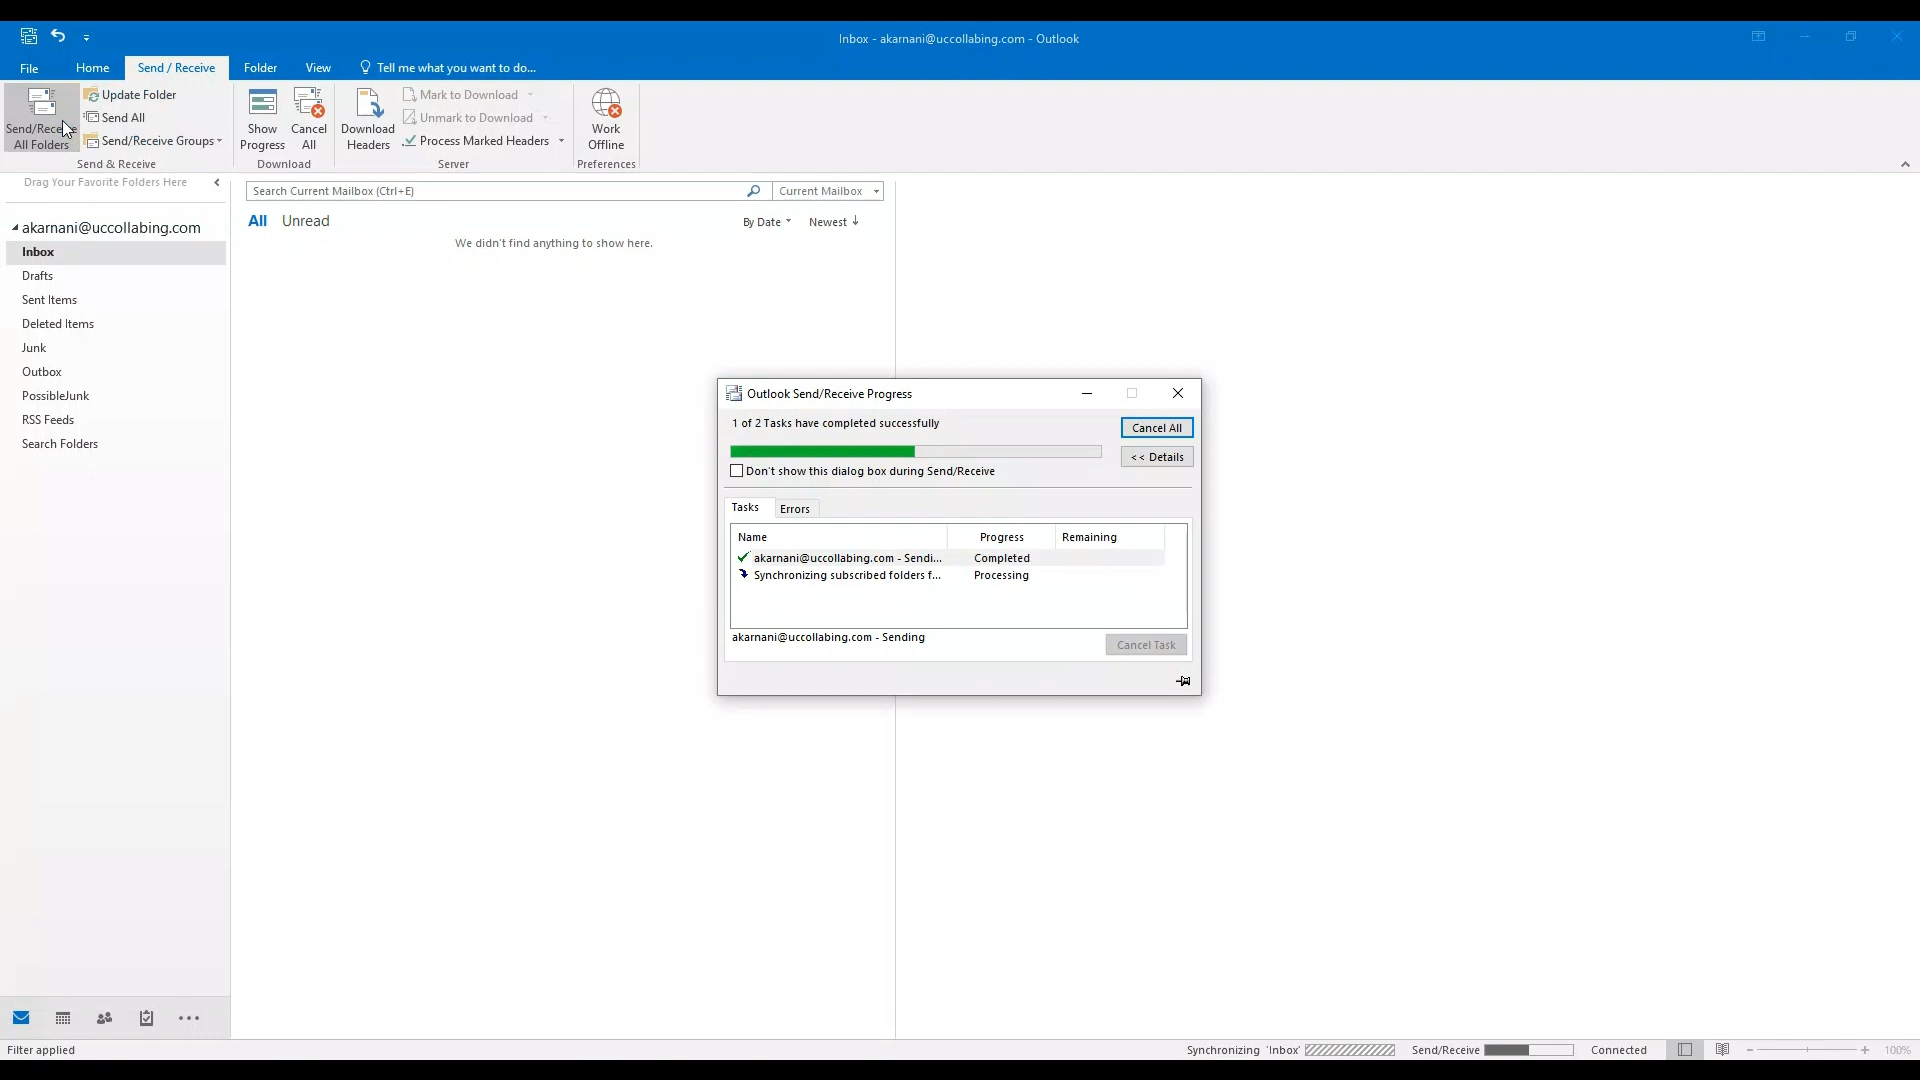 Inbox - akarnani@uccollabing.com - Outlook
File Home Send / Receive Folder View Tell me what you want to do...
Send/Receive All Folders
Update Folder
Send All
Send/Receive Groups
Send & Receive
Show Progress
Cancel All
Download
Download Headers
Mark to Download
Unmark to Download
Process Marked Headers
Server
Work Offline
Preferences
Drag Your Favorite Folders Here
akarnani@uccollabing.com
Inbox
Drafts
Sent Items
Deleted Items
Junk
Outbox
PossibleJunk
RSS Feeds
Search Folders
Search Current Mailbox (Ctrl+E) Current Mailbox
All Unread By Date Newest
We didn't find anything to show here.
Outlook Send/Receive Progress
1 of 2 Tasks have completed successfully
Cancel All
<< Details
Don't show this dialog box during Send/Receive
Tasks Errors
Name Progress Remaining
akarnani@uccollabing.com - Sendi... Completed
Synchronizing subscribed folders f... Processing
akarnani@uccollabing.com - Sending
Cancel Task
Filter applied Synchronizing 'Inbox' Send/Receive Connected 100%